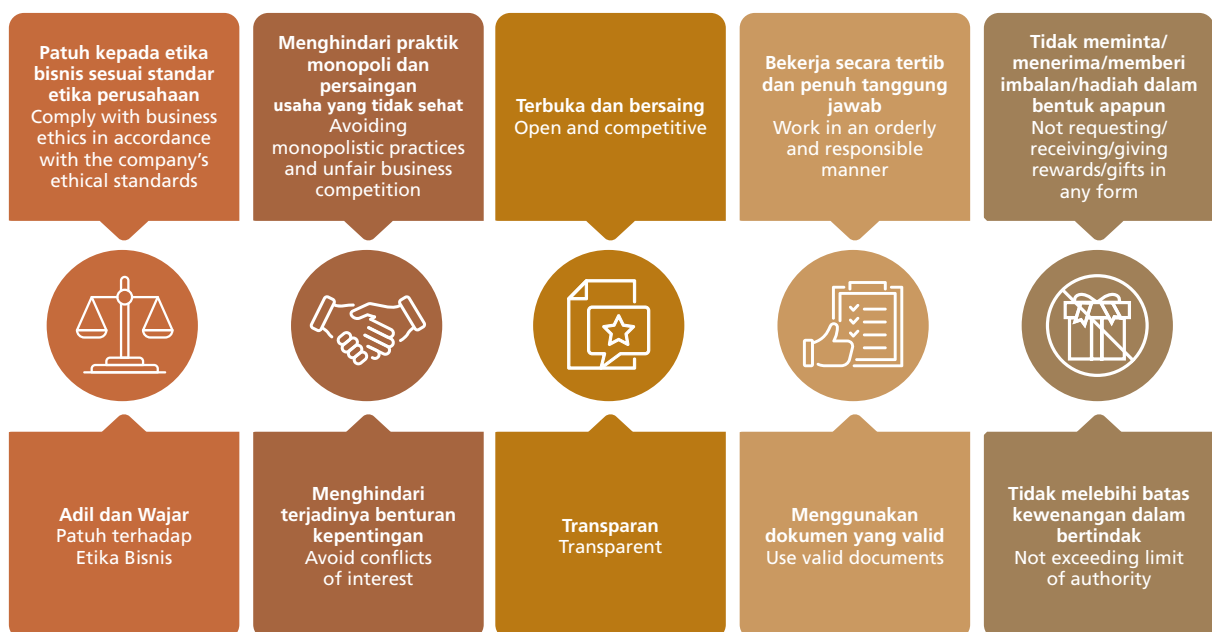 Patuh kepada etika
bisnis sesuai standar
etika perusahaan
Comply with business
ethics in accordance
with the company's
ethical standards
Menghindari praktik
monopoli dan
persaingan
usaha yang tidak sehat
Avoiding
monopolistic practices
and unfair business
competition
Terbuka dan bersaing
Open and competitive
Bekerja secara tertib
dan penuh tanggung
jawab
Work in an orderly
and responsible
manner
Tidak meminta/
menerima/memberi
imbalan/hadiah dalam
bentuk apapun
Not requesting/
receiving/giving
rewards/gifts in
any form
Adil dan Wajar
Patuh terhadap
Etika Bisnis
Menghindari
terjadinya benturan
kepentingan
Avoid conflicts
of interest
Transparan
Transparent
Menggunakan
dokumen yang valid
Use valid documents
Tidak melebihi batas
kewenangan dalam
bertindak
Not exceeding limit
of authority